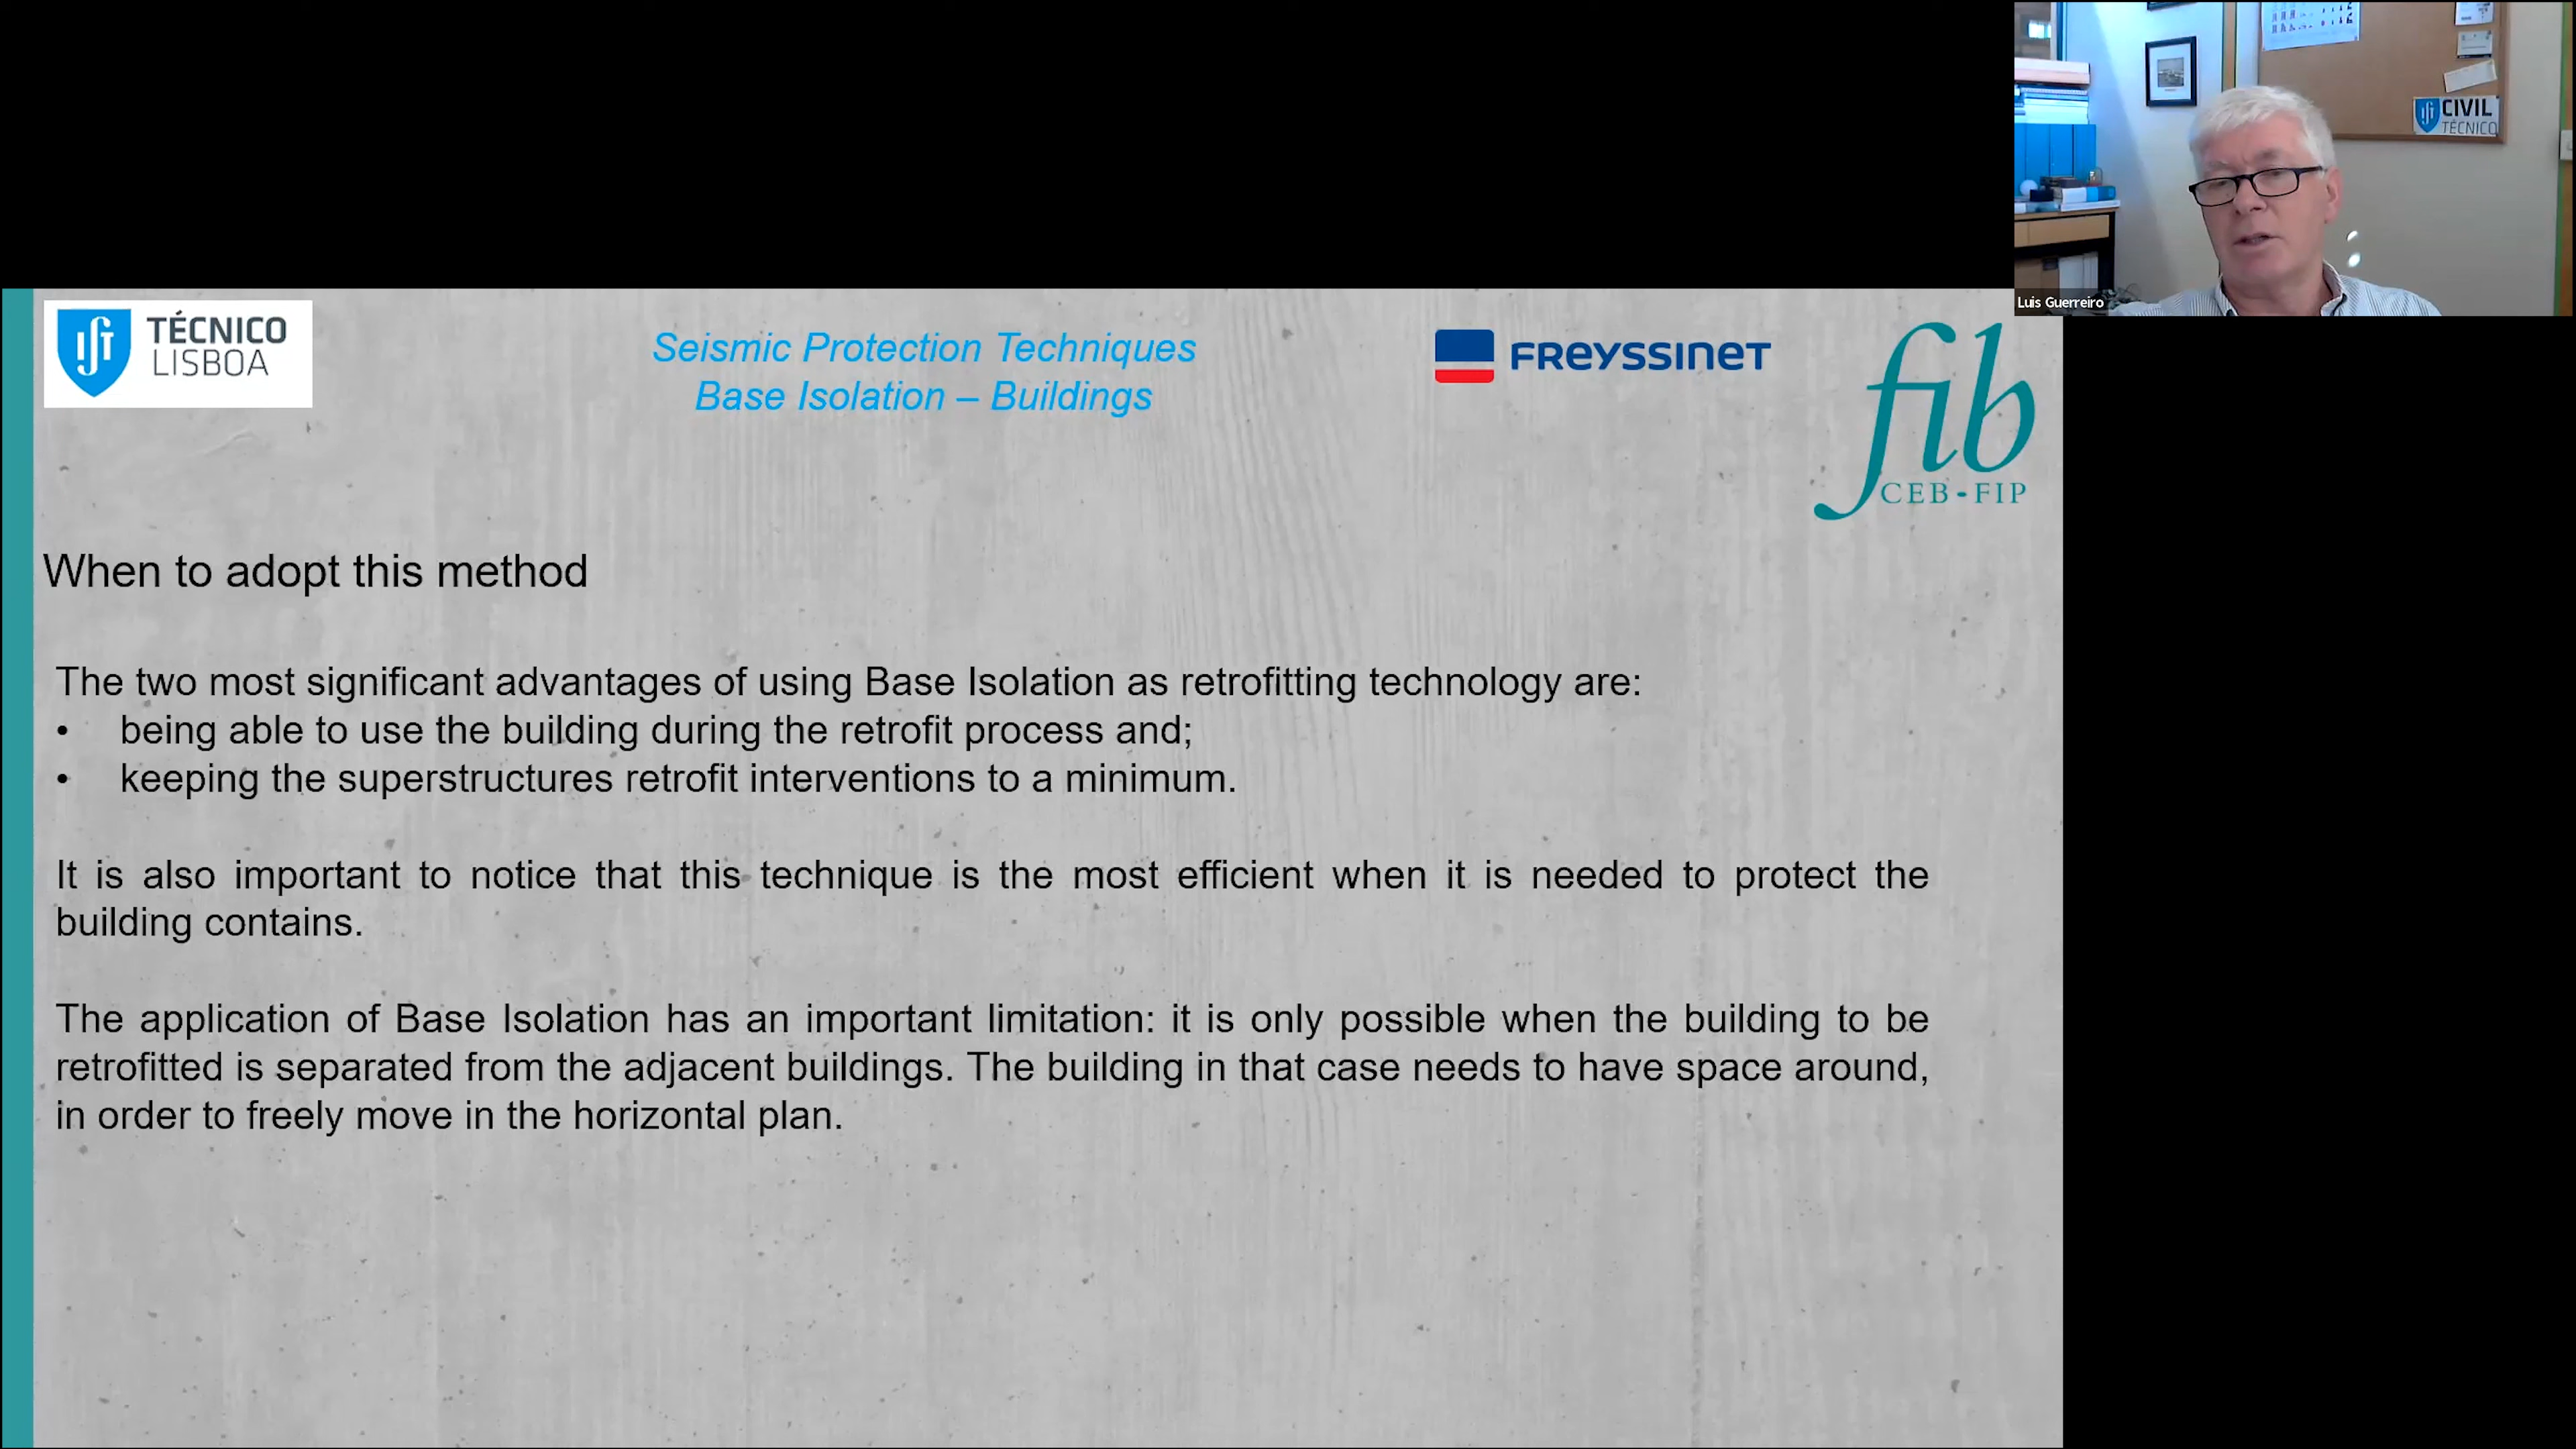 CIVIL
TÉCNICO
Luis Guerreiro
TÉCNICO
LISBOA
Seismic Protection Techniques
Base Isolation – Buildings
FREYSSINET
fib
CEB-FIP
When to adopt this method
The two most significant advantages of using Base Isolation as retrofitting technology are:
• being able to use the building during the retrofit process and;
• keeping the superstructures retrofit interventions to a minimum.
It is also important to notice that this technique is the most efficient when it is needed to protect the
building contains.
The application of Base Isolation has an important limitation: it is only possible when the building to be
retrofitted is separated from the adjacent buildings. The building in that case needs to have space around,
in order to freely move in the horizontal plan.